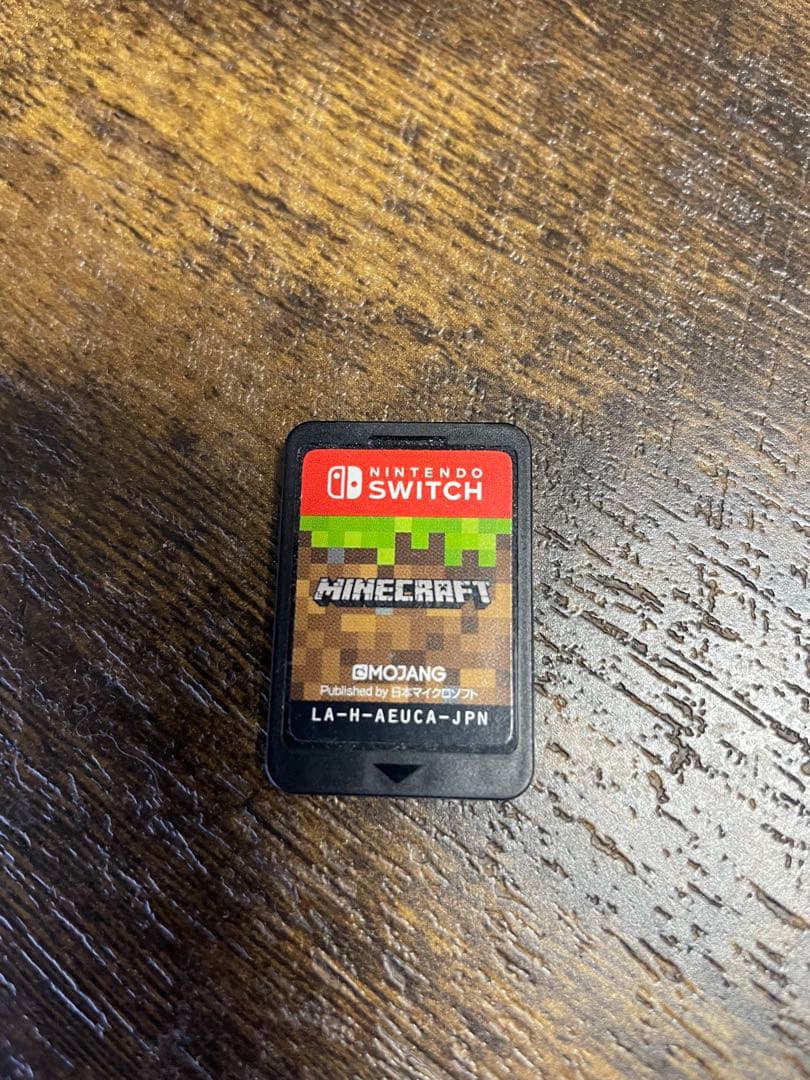 NINTENDO
SWITCH
MINECRAFT
MOJANG
Published by 日本マイクロソフト
LA-H-AEUCA-JPN